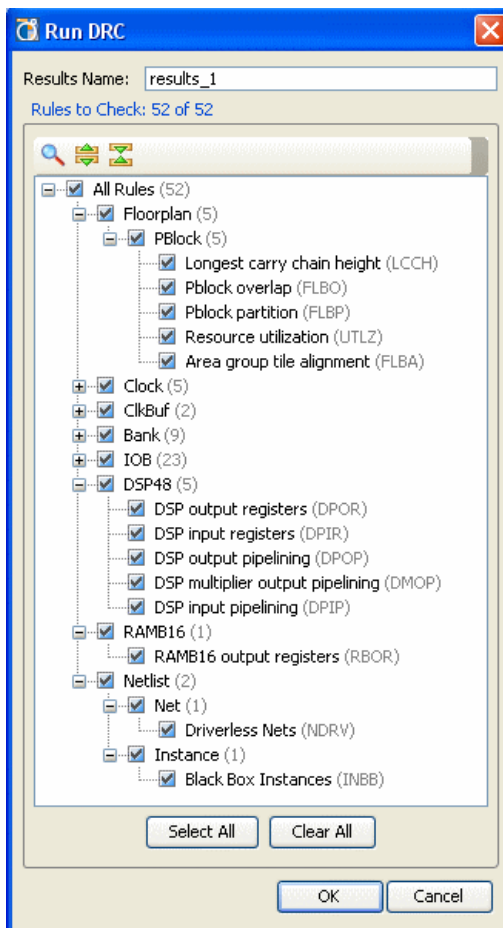 Run DRC
Results Name: results_1
Rules to Check: 52 of 52
All Rules (52)
Floorplan (5)
PBlock (5)
Longest carry chain height (LCCH)
Pblock overlap (FLBO)
Pblock partition (FLBP)
Resource utilization (UTLZ)
Area group tile alignment (FLBA)
Clock (5)
ClkBuf (2)
Bank (9)
IOB (23)
DSP48 (5)
DSP output registers (DPOR)
DSP input registers (DPIR)
DSP output pipelining (DPOP)
DSP multiplier output pipelining (DMOP)
DSP input pipelining (DPIP)
RAMB16 (1)
RAMB16 output registers (RBOR)
Netlist (2)
Net (1)
Driverless Nets (NDRV)
Instance (1)
Black Box Instances (INBB)
Select All Clear All
OK Cancel